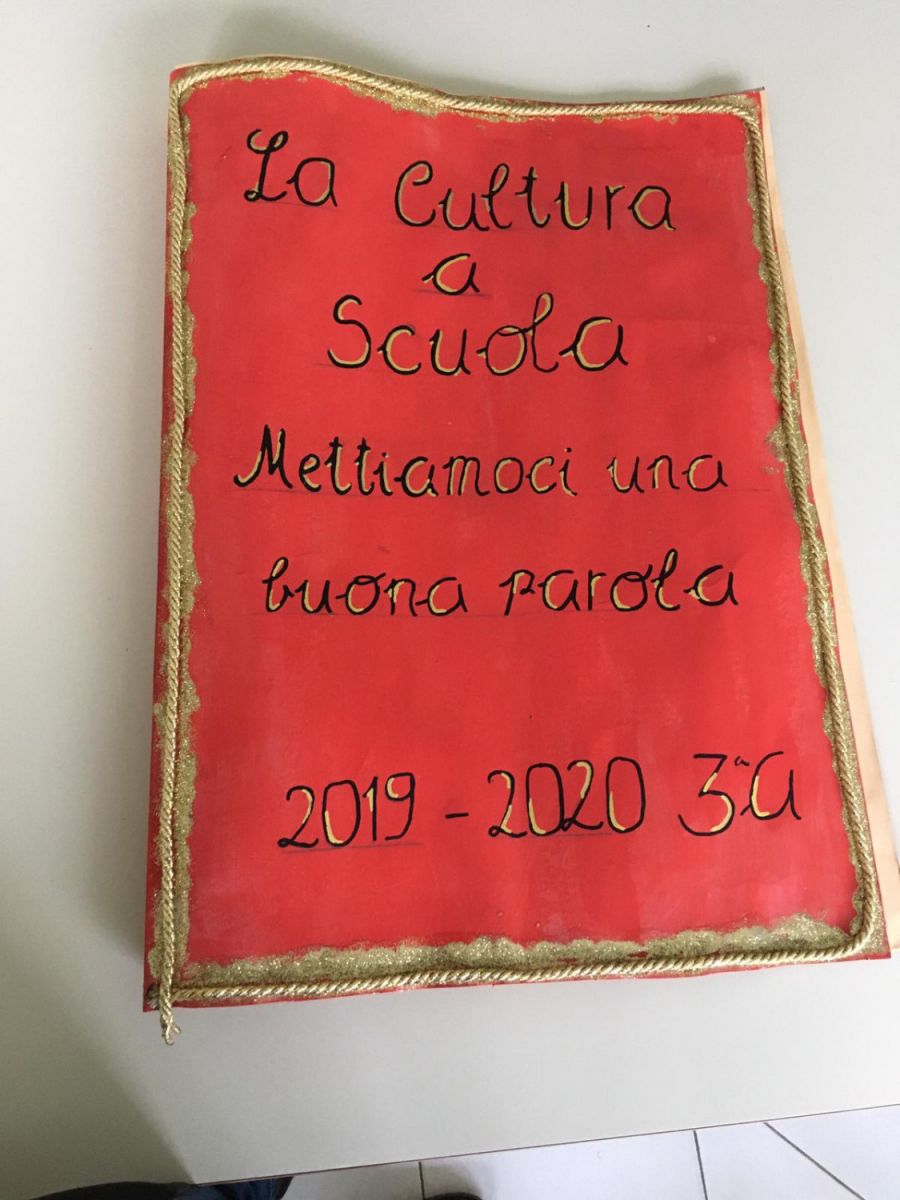 La Cultura
a
Scuola
Mettiamoci una
buona parola
2019-2020 3ªA